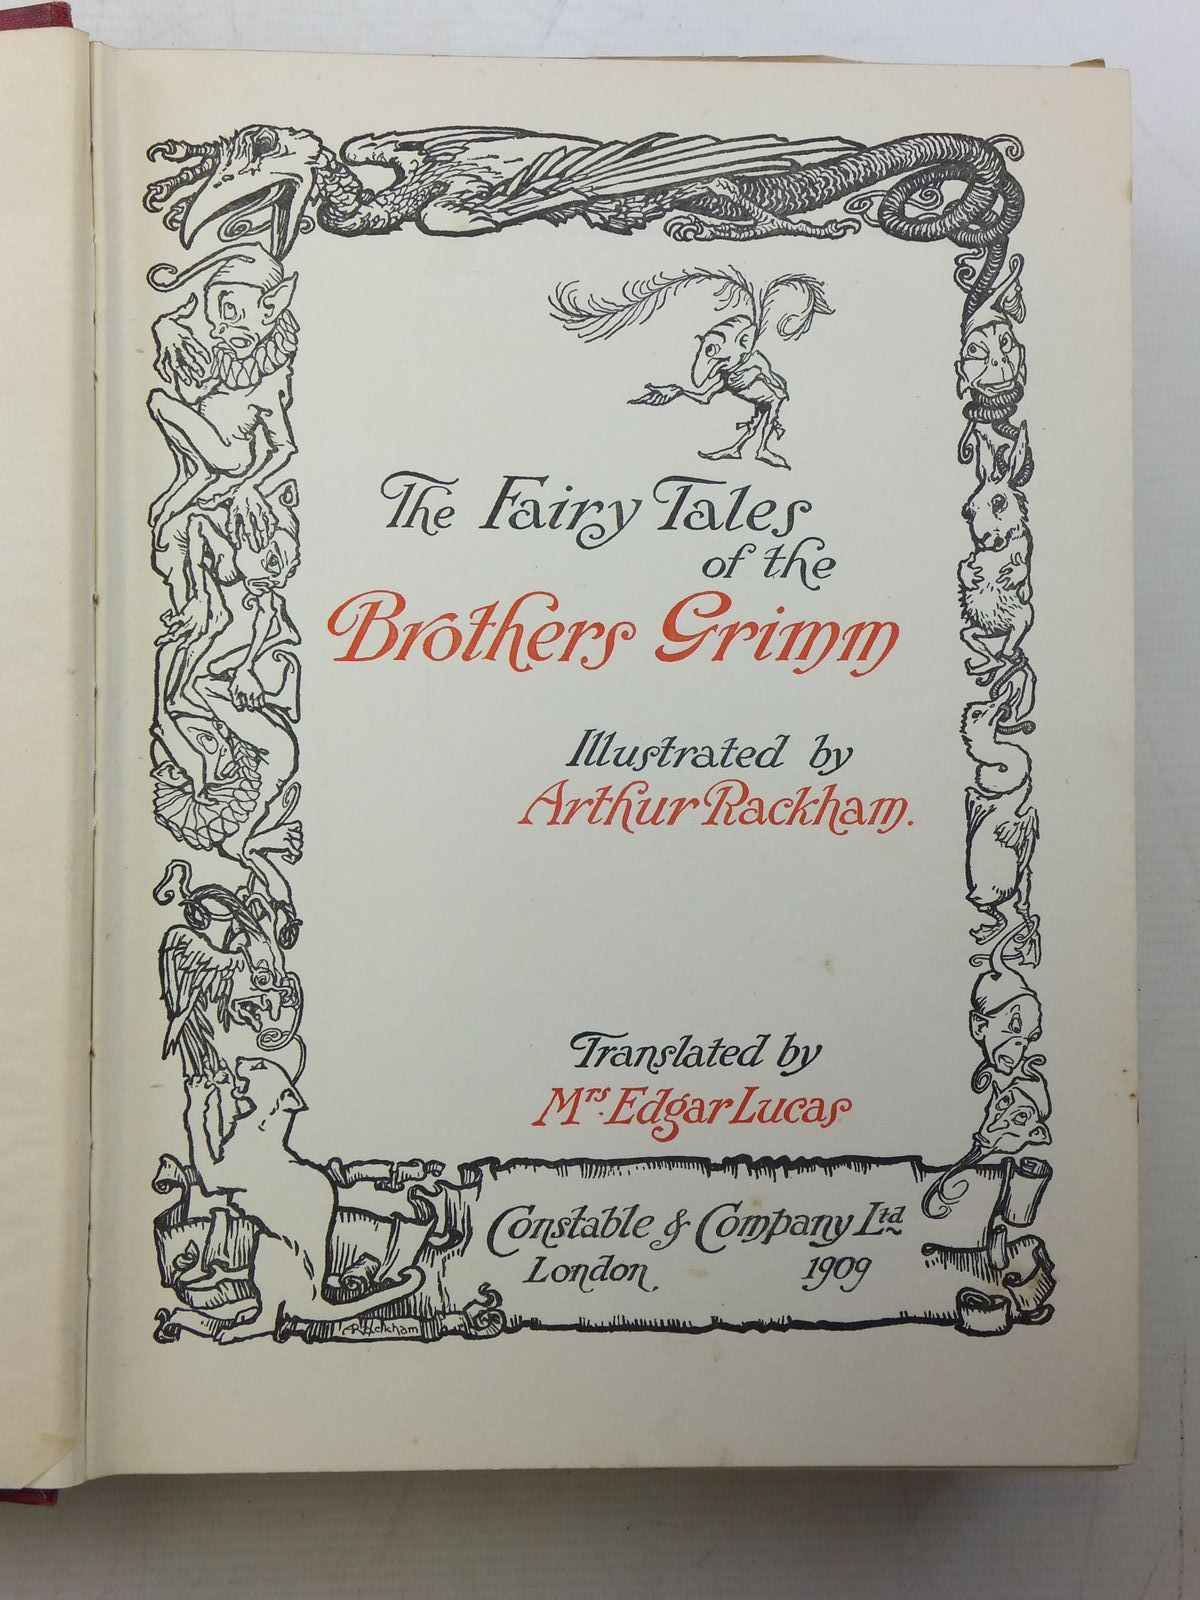 The Fairy Tales
of the
Brothers Grimm
Illustrated by
Arthur Rackham.
Translated by
Mrs. Edgar Lucas
Constable & Company Ltd
London 1909
ARackham